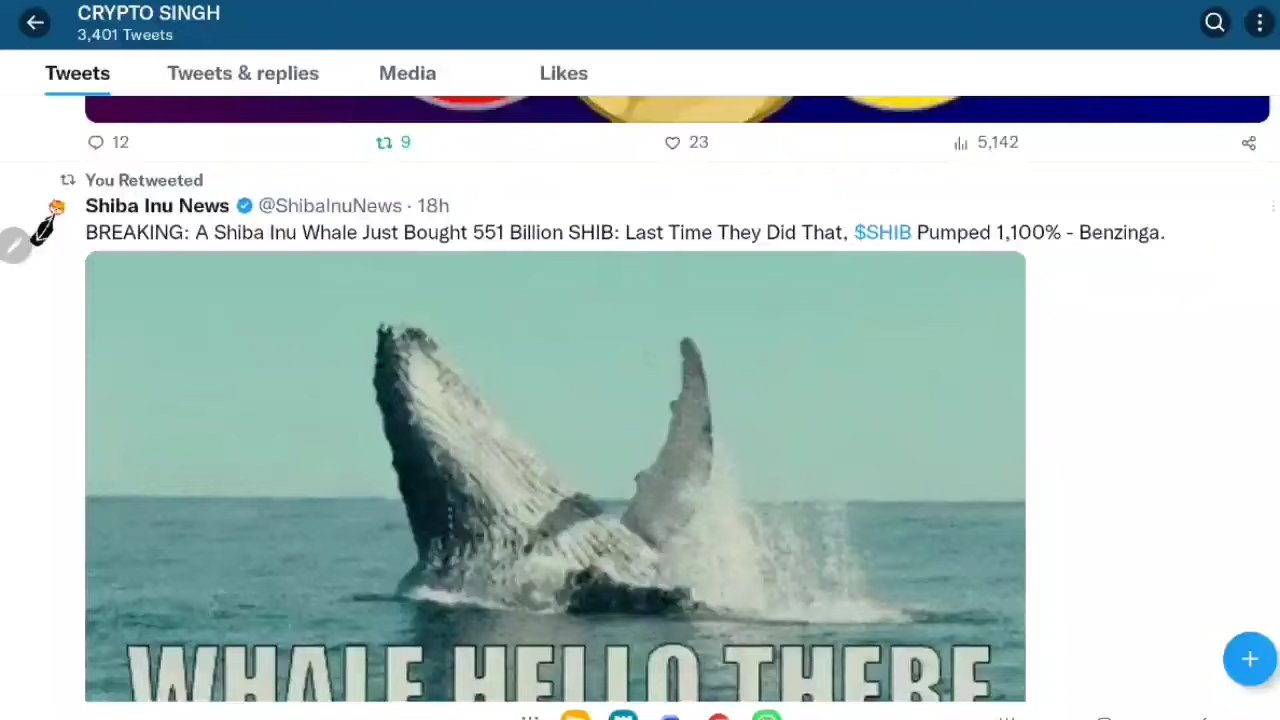 CRYPTO SINGH
3,401 Tweets
Tweets Tweets & replies Media Likes
12 9 23 5,142
You Retweeted
Shiba Inu News @ShibaInuNews · 18h
BREAKING: A Shiba Inu Whale Just Bought 551 Billion SHIB: Last Time They Did That, $SHIB Pumped 1,100% - Benzinga.
WHALE HELLO THERE